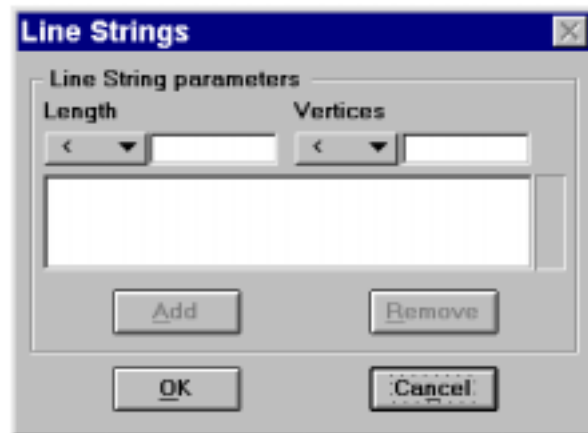 Line Strings
Line String parameters
Length Vertices
< <
Add Remove
OK Cancel